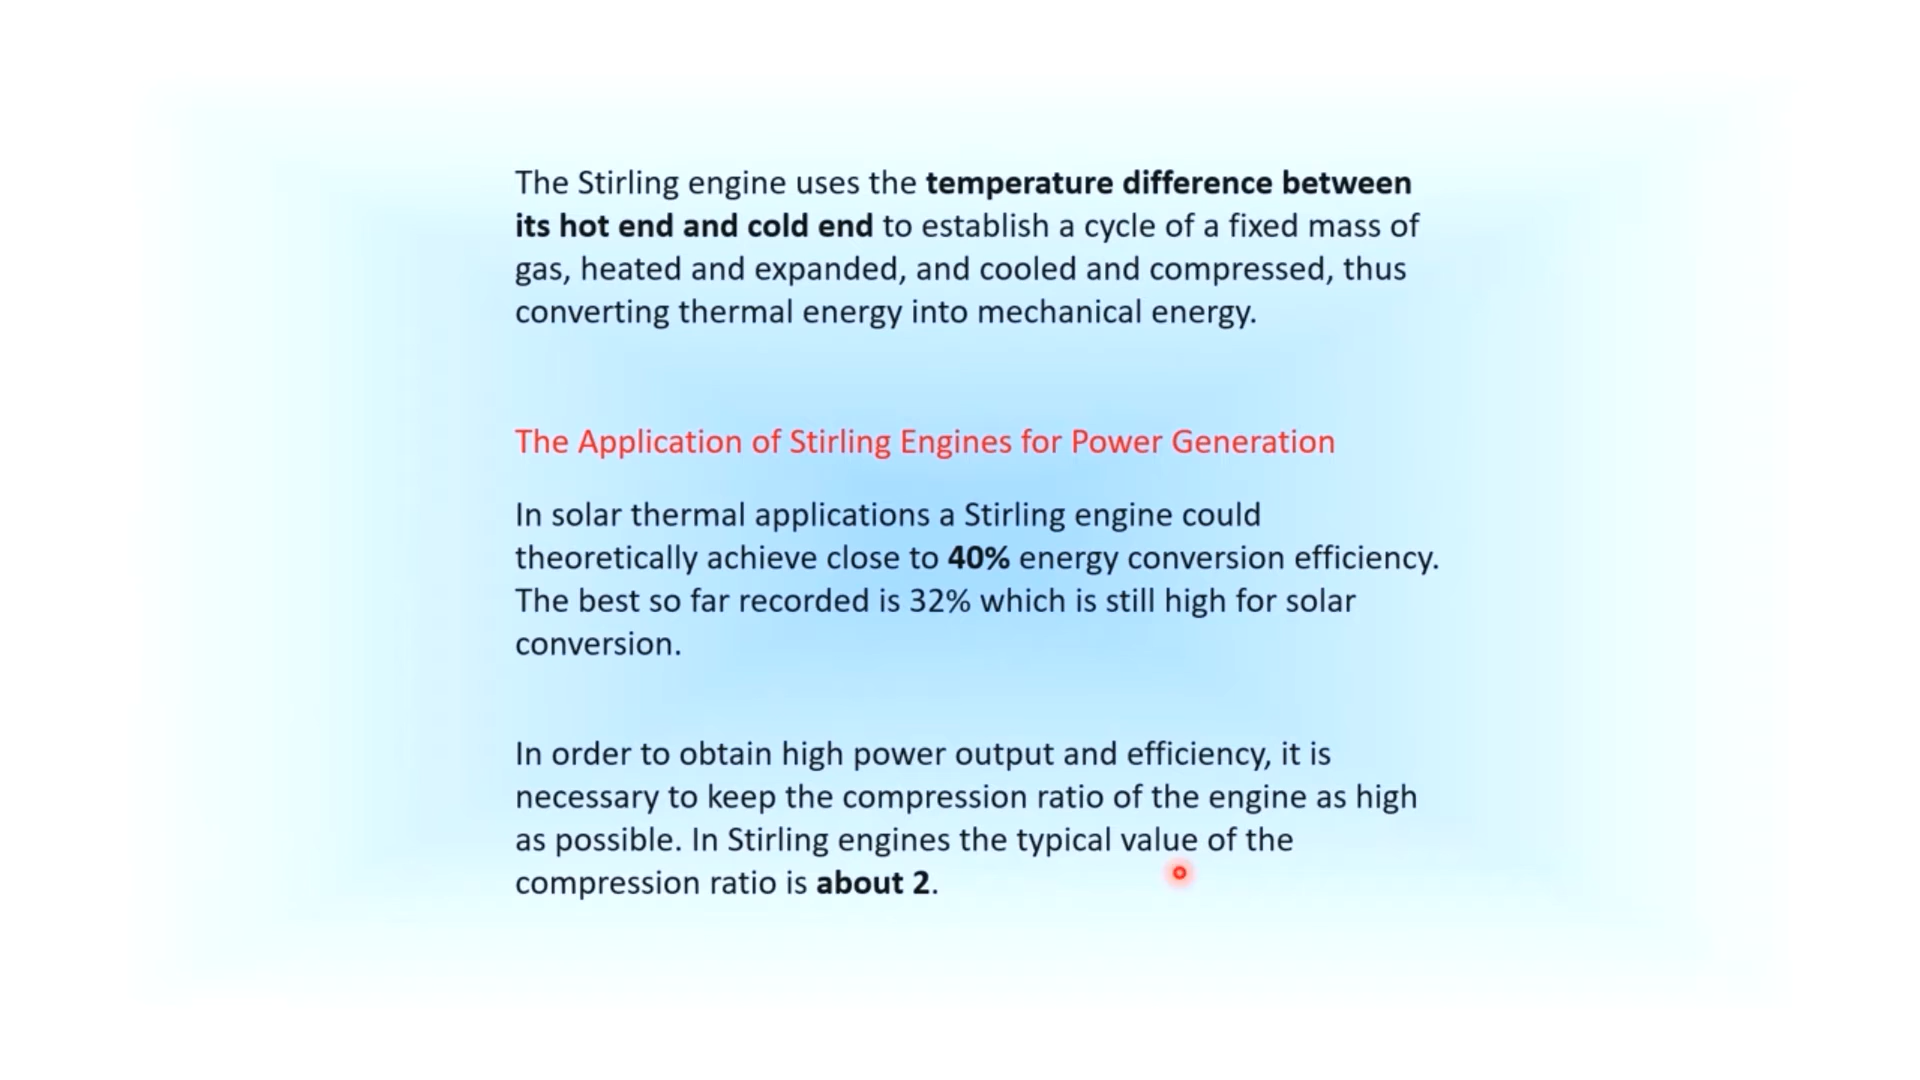 The Stirling engine uses the temperature difference between
its hot end and cold end to establish a cycle of a fixed mass of
gas, heated and expanded, and cooled and compressed, thus
converting thermal energy into mechanical energy.
The Application of Stirling Engines for Power Generation
In solar thermal applications a Stirling engine could
theoretically achieve close to 40% energy conversion efficiency.
The best so far recorded is 32% which is still high for solar
conversion.
In order to obtain high power output and efficiency, it is
necessary to keep the compression ratio of the engine as high
as possible. In Stirling engines the typical value of the
compression ratio is about 2.